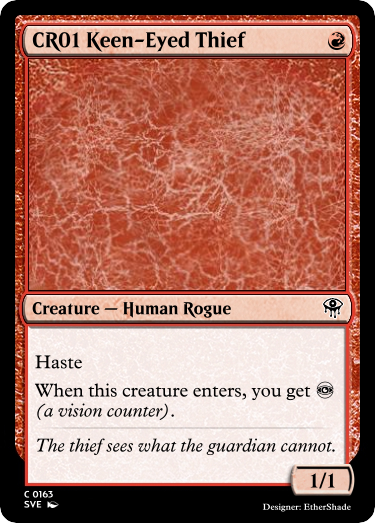 CR01 Keen-Eyed Thief
Creature — Human Rogue
Haste
When this creature enters, you get
(a vision counter).
The thief sees what the guardian cannot.
1/1
C 0163
SVE
Designer: EtherShade